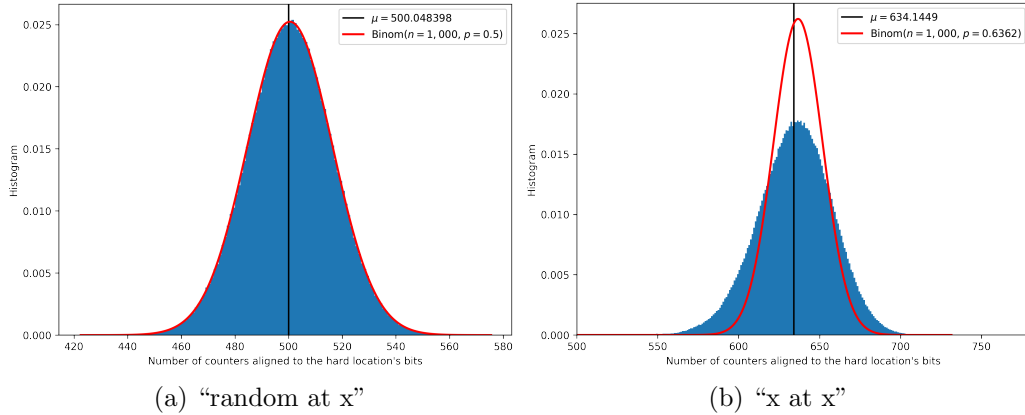 μ = 500.048398
Binom(n = 1, 000, p = 0.5)
0.025
0.020
0.015
0.010
0.005
0.000
Histogram
420 440 460 480 500 520 540 560 580
Number of counters aligned to the hard location's bits
(a) “random at x”
μ = 634.1449
Binom(n = 1, 000, p = 0.6362)
0.025
0.020
0.015
0.010
0.005
0.000
Histogram
500 550 600 650 700 750
Number of counters aligned to the hard location's bits
(b) “x at x”